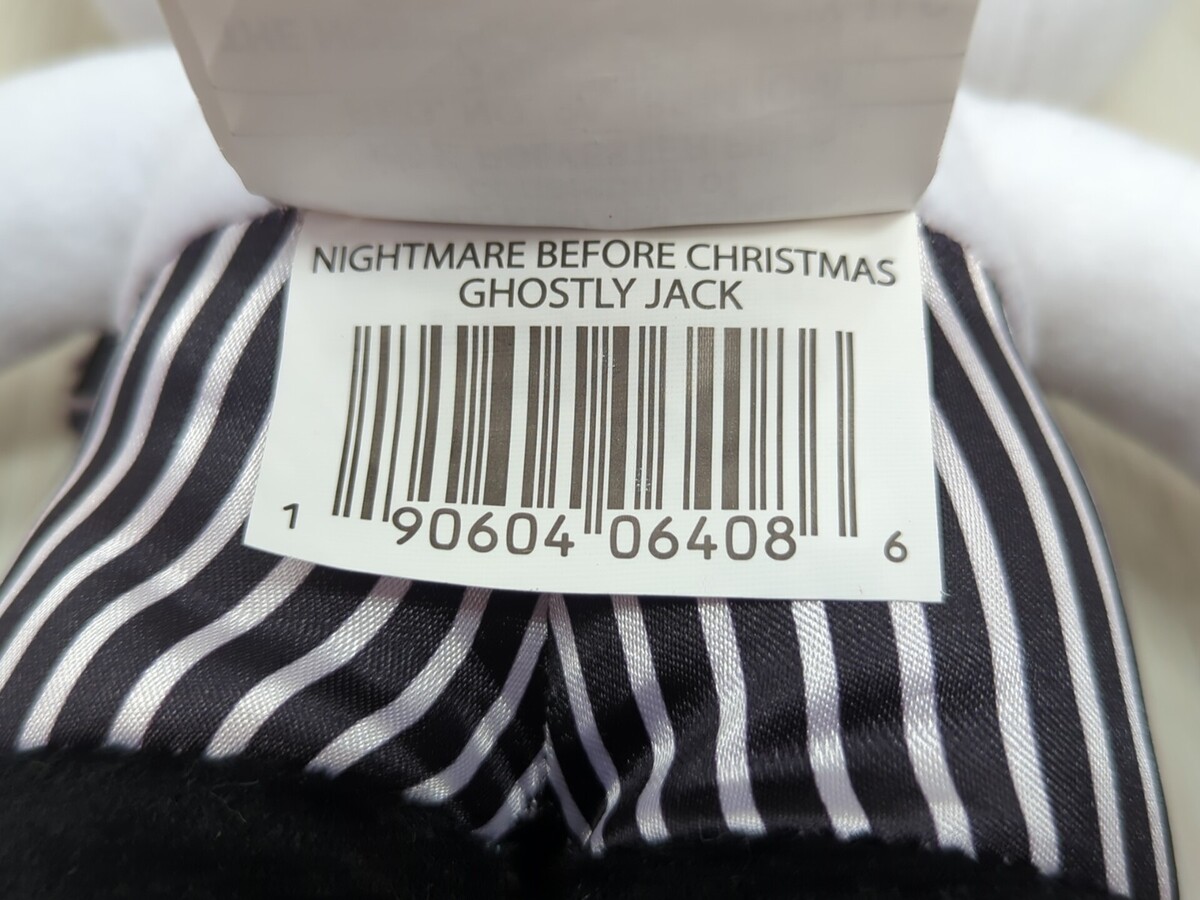 NIGHTMARE BEFORE CHRISTMAS
GHOSTLY JACK
1 90604 06408 6